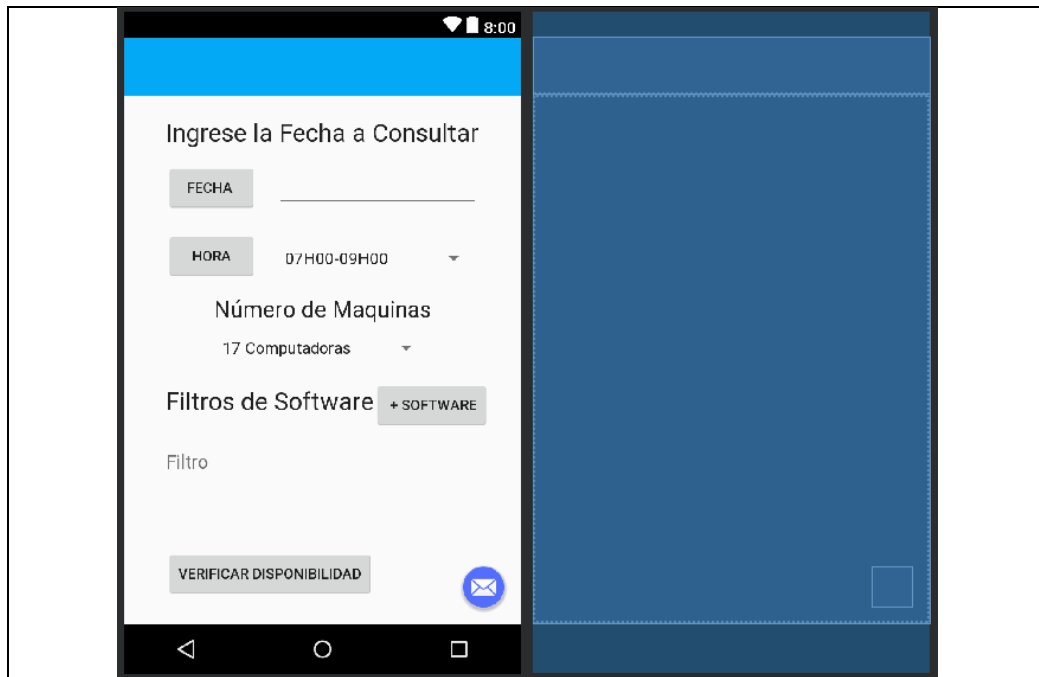 8:00
Ingrese la Fecha a Consultar
FECHA
HORA 07H00-09H00
Número de Maquinas
17 Computadoras
Filtros de Software + SOFTWARE
Filtro
VERIFICAR DISPONIBILIDAD